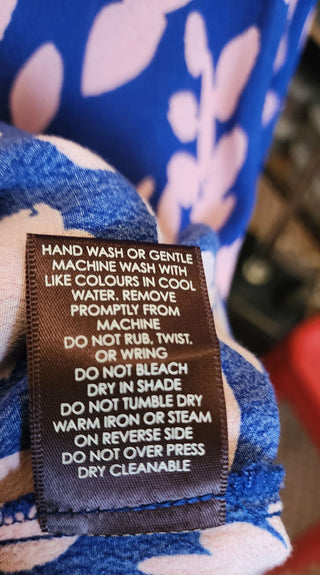 HAND WASH OR GENTLE
MACHINE WASH WITH
LIKE COLOURS IN COOL
WATER. REMOVE
PROMPTLY FROM
MACHINE
DO NOT RUB, TWIST,
OR WRING
DO NOT BLEACH
DRY IN SHADE
DO NOT TUMBLE DRY
WARM IRON OR STEAM
ON REVERSE SIDE
DO NOT OVER PRESS
DRY CLEANABLE